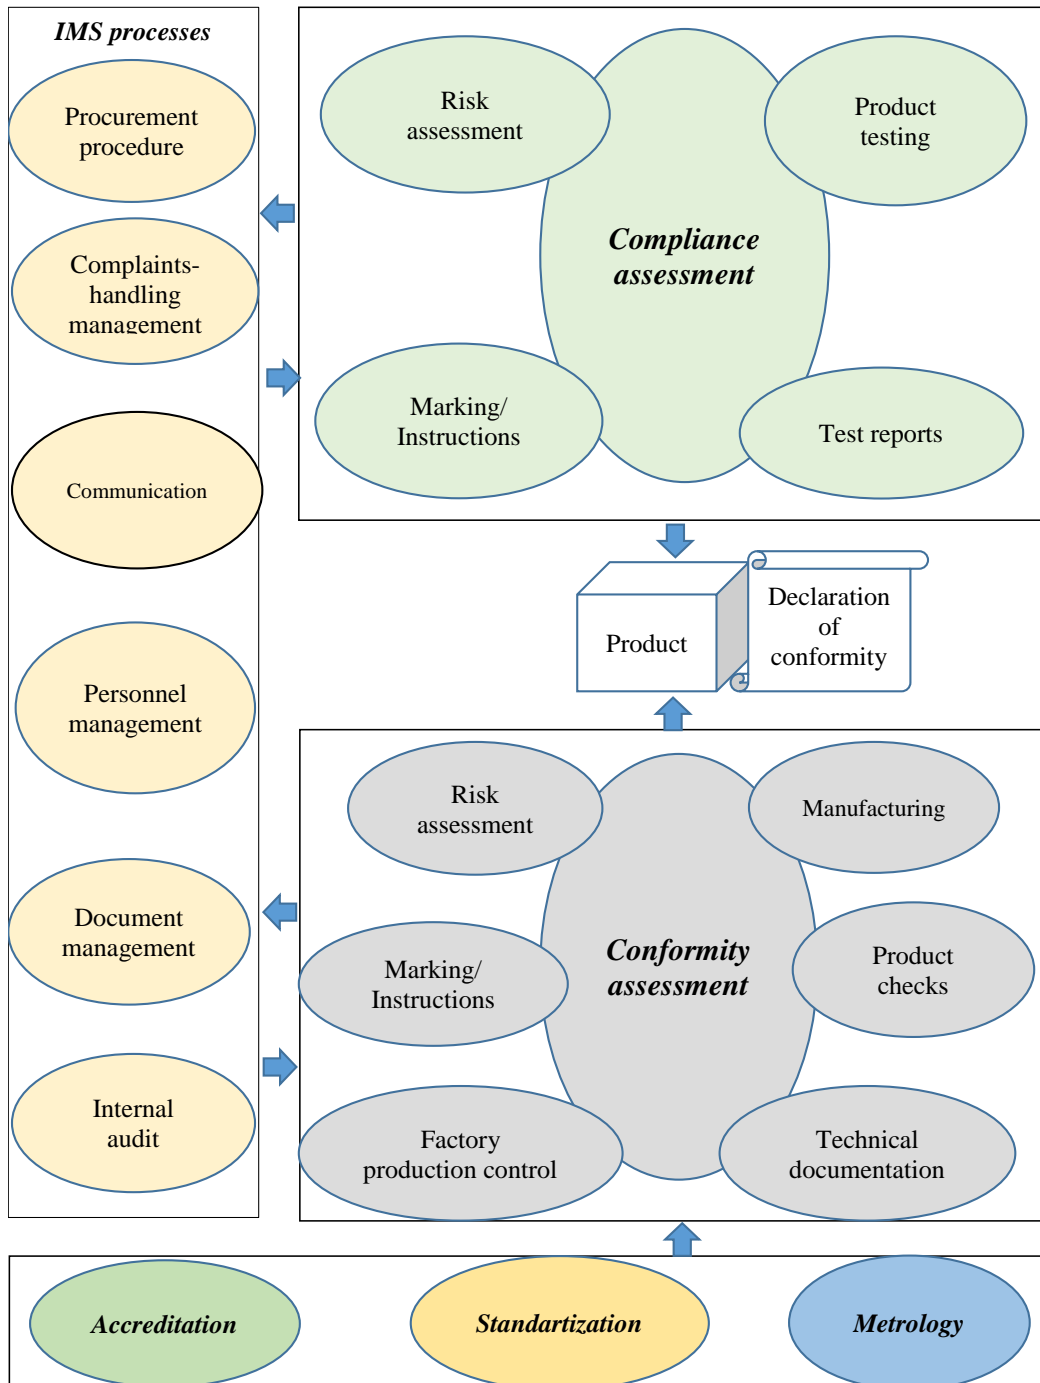 IMS processes
Procurement
procedure
Complaints-
handling
management
Communication
Personnel
management
Document
management
Internal
audit
Risk
assessment
Product
testing
Compliance
assessment
Marking/
Instructions
Test reports
Product
Declaration
of
conformity
Risk
assessment
Manufacturing
Conformity
assessment
Marking/
Instructions
Product
checks
Factory
production control
Technical
documentation
Accreditation
Standartization
Metrology